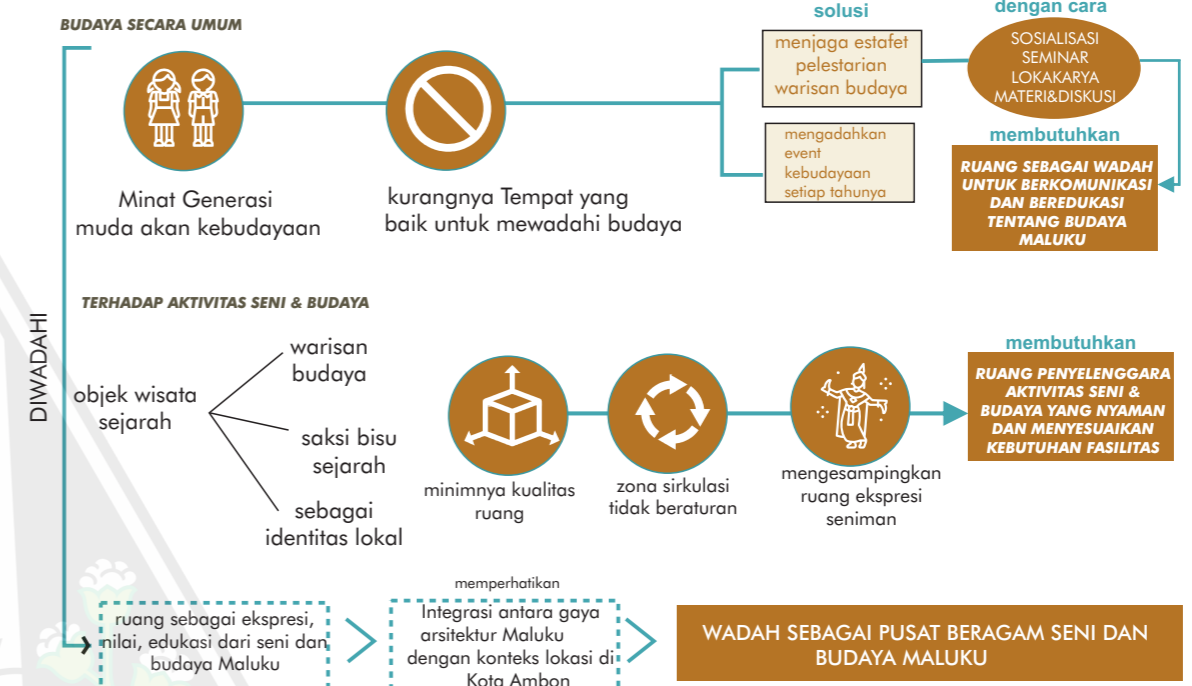 BUDAYA SECARA UMUM
Minat Generasi
muda akan kebudayaan
kurangnya Tempat yang
baik untuk mewadahi budaya
solusi
menjaga estafet
pelestarian
warisan budaya
mengadahkan
event
kebudayaan
setiap tahunya
dengan cara
SOSIALISASI
SEMINAR
LOKAKARYA
MATERI&DISKUSI
membutuhkan
RUANG SEBAGAI WADAH
UNTUK BERKOMUNIKASI
DAN BEREDUKASI
TENTANG BUDAYA
MALUKU
DIWADAHI
TERHADAP AKTIVITAS SENI & BUDAYA
objek wisata
sejarah
warisan
budaya
saksi bisu
sejarah
sebagai
identitas lokal
minimnya kualitas
ruang
zona sirkulasi
tidak beraturan
mengesampingkan
ruang ekspresi
seniman
membutuhkan
RUANG PENYELENGGARA
AKTIVITAS SENI &
BUDAYA YANG NYAMAN
DAN MENYESUAIKAN
KEBUTUHAN FASILITAS
ruang sebagai ekspresi,
nilai, edukasi dari seni dan
budaya Maluku
memperhatikan
Integrasi antara gaya
arsitektur Maluku
dengan konteks lokasi di
Kota Ambon
WADAH SEBAGAI PUSAT BERAGAM SENI DAN
BUDAYA MALUKU